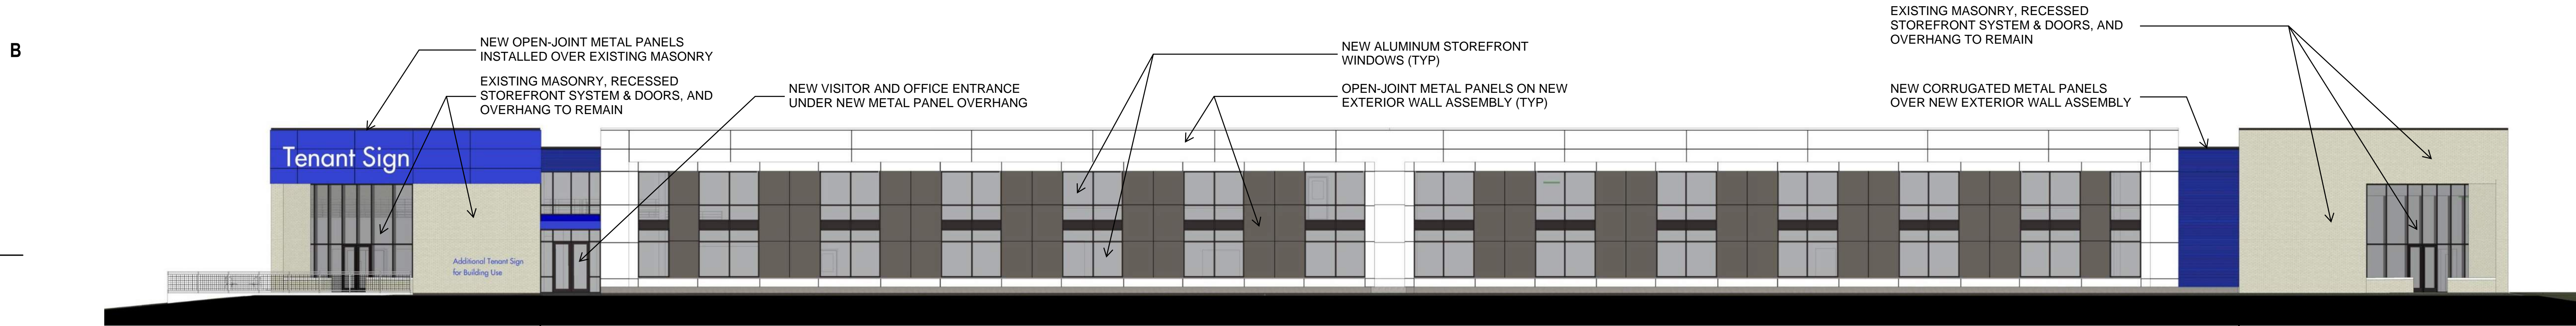 B
NEW OPEN-JOINT METAL PANELS
INSTALLED OVER EXISTING MASONRY
EXISTING MASONRY, RECESSED
STOREFRONT SYSTEM & DOORS, AND
OVERHANG TO REMAIN
NEW VISITOR AND OFFICE ENTRANCE
UNDER NEW METAL PANEL OVERHANG
NEW ALUMINUM STOREFRONT
WINDOWS (TYP)
OPEN-JOINT METAL PANELS ON NEW
EXTERIOR WALL ASSEMBLY (TYP)
EXISTING MASONRY, RECESSED
STOREFRONT SYSTEM & DOORS, AND
OVERHANG TO REMAIN
NEW CORRUGATED METAL PANELS
OVER NEW EXTERIOR WALL ASSEMBLY
Tenant Sign
Additional Tenant Sign
for Building Use